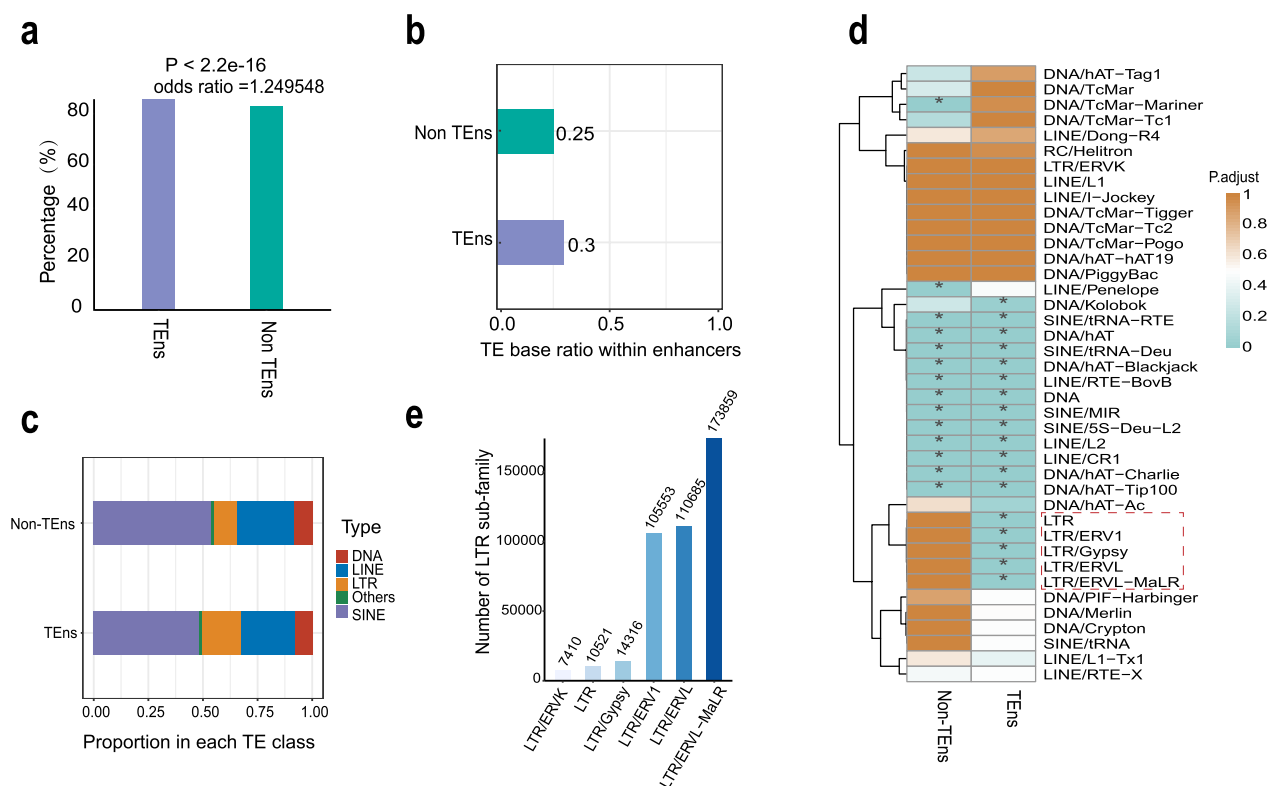 a
P < 2.2e-16
odds ratio =1.249548
Percentage (%)
80
60
40
20
0
TEns
Non TEns
b
Non TEns
0.25
TEns
0.3
0.0
0.5
1.0
TE base ratio within enhancers
c
Non-TEns
TEns
0.00
0.25
0.50
0.75
1.00
Proportion in each TE class
Type
DNA
LINE
LTR
Others
SINE
e
Number of LTR sub-family
150000
100000
50000
0
7410
10521
14316
105553
110685
173859
LTR/ERVK
LTR
LTR/Gypsy
LTR/ERV1
LTR/ERVL
LTR/ERVL−MaLR
d
DNA/hAT−Tag1
DNA/TcMar
* DNA/TcMar−Mariner
DNA/TcMar−Tc1
LINE/Dong−R4
RC/Helitron
LTR/ERVK
LINE/L1
LINE/I−Jockey
DNA/TcMar−Tigger
DNA/TcMar−Tc2
DNA/TcMar−Pogo
DNA/hAT−hAT19
DNA/PiggyBac
* LINE/Penelope
* DNA/Kolobok
* * SINE/tRNA−RTE
* * DNA/hAT
* * SINE/tRNA−Deu
* * DNA/hAT−Blackjack
* * LINE/RTE−BovB
* * DNA
* * SINE/MIR
* * SINE/5S−Deu−L2
* * LINE/L2
* * LINE/CR1
* * DNA/hAT−Charlie
* * DNA/hAT−Tip100
DNA/hAT−Ac
* LTR
* LTR/ERV1
* LTR/Gypsy
* LTR/ERVL
* LTR/ERVL−MaLR
DNA/PIF−Harbinger
DNA/Merlin
DNA/Crypton
SINE/tRNA
LINE/L1−Tx1
LINE/RTE−X
Non-TEns
TEns
P.adjust
1
0.8
0.6
0.4
0.2
0